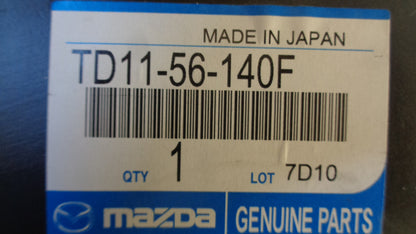 MADE IN JAPAN
TD11-56-140F
QTY 1 LOT 7D10
mazda GENUINE PARTS